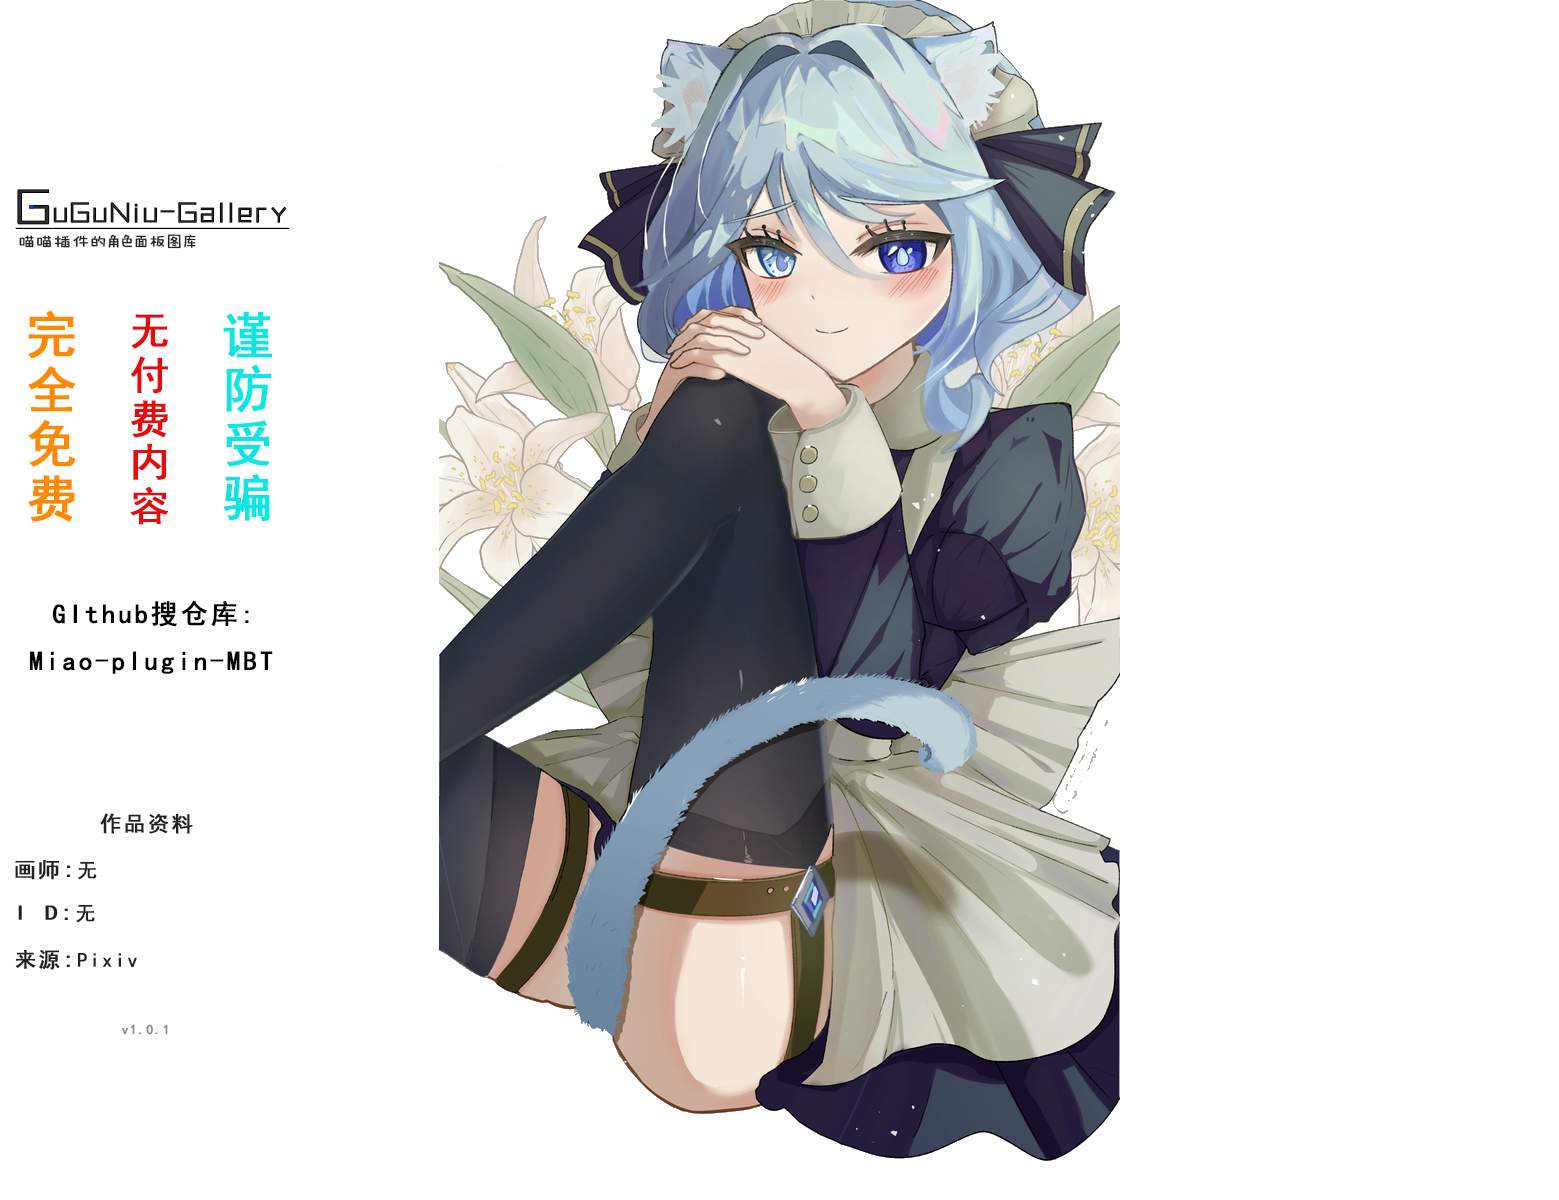 GuGuNiu-Gallery
喵喵插件的角色面板图库
完全免费
无付费内容
谨防受骗
GIthub搜仓库:
Miao-plugin-MBT
作品资料
画师:无
I D:无
来源:Pixiv
v1.0.1